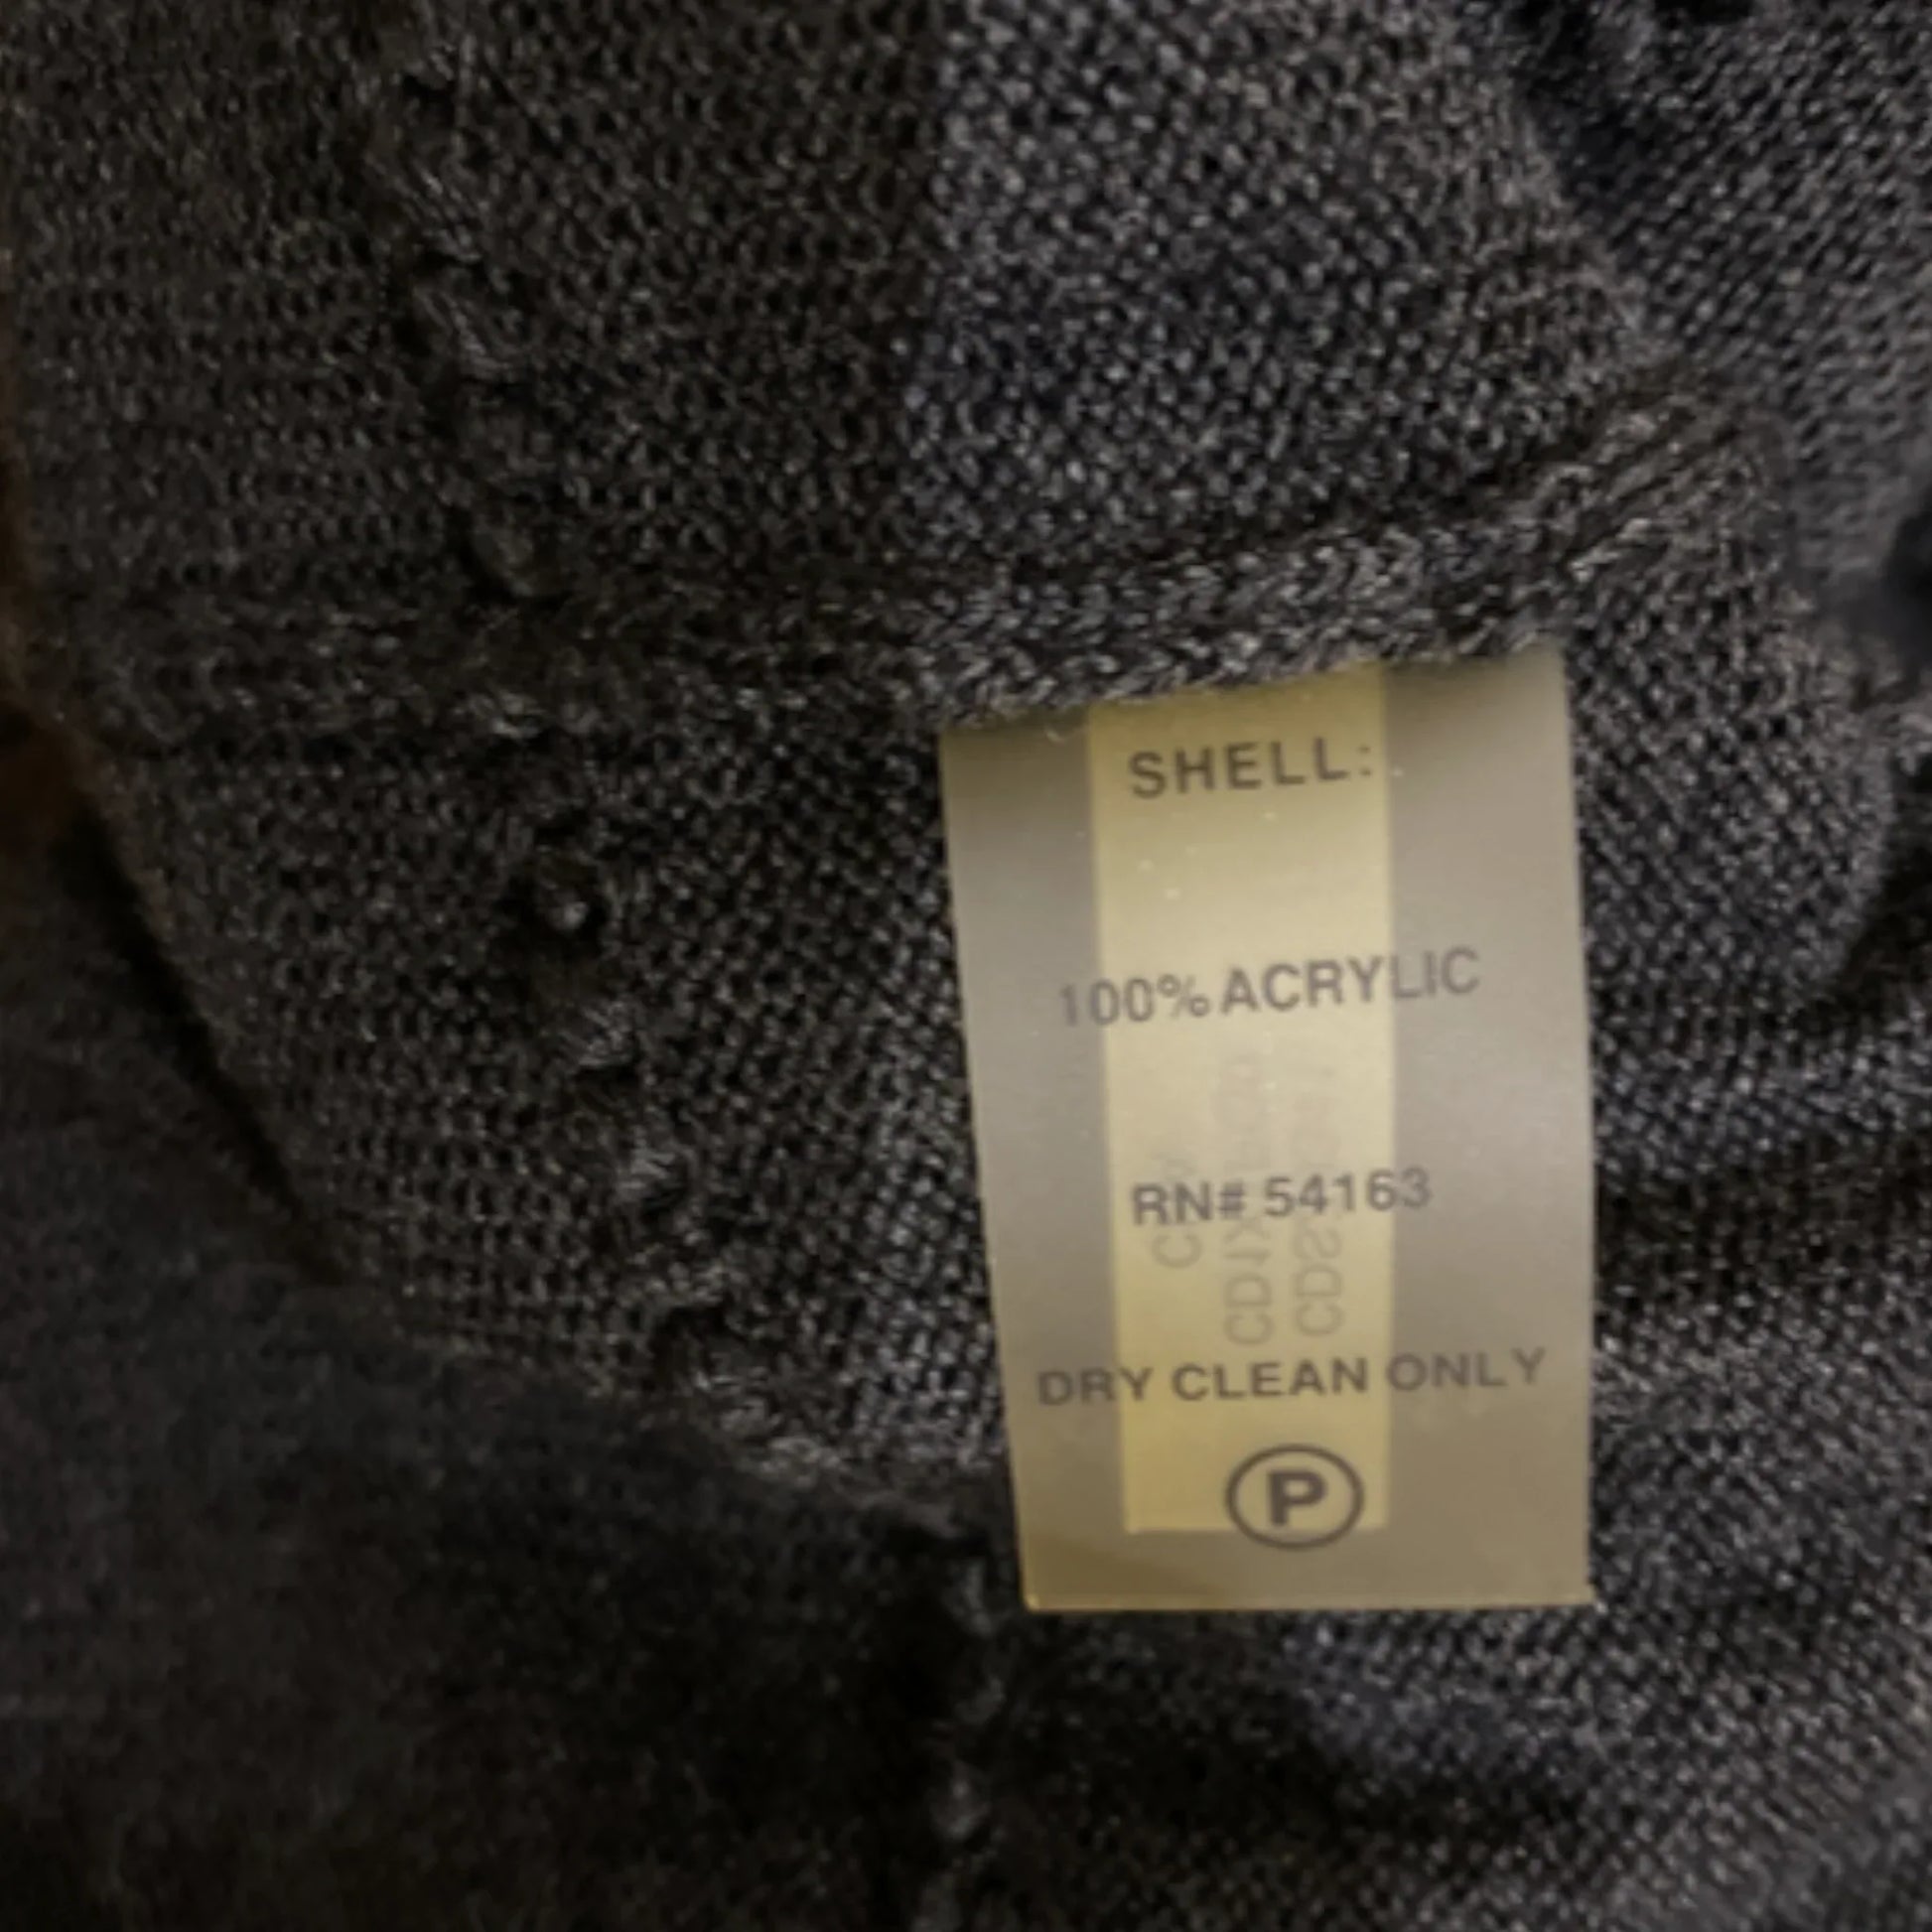 SHELL:
100% ACRYLIC
RN# 54163
DRY CLEAN ONLY
P